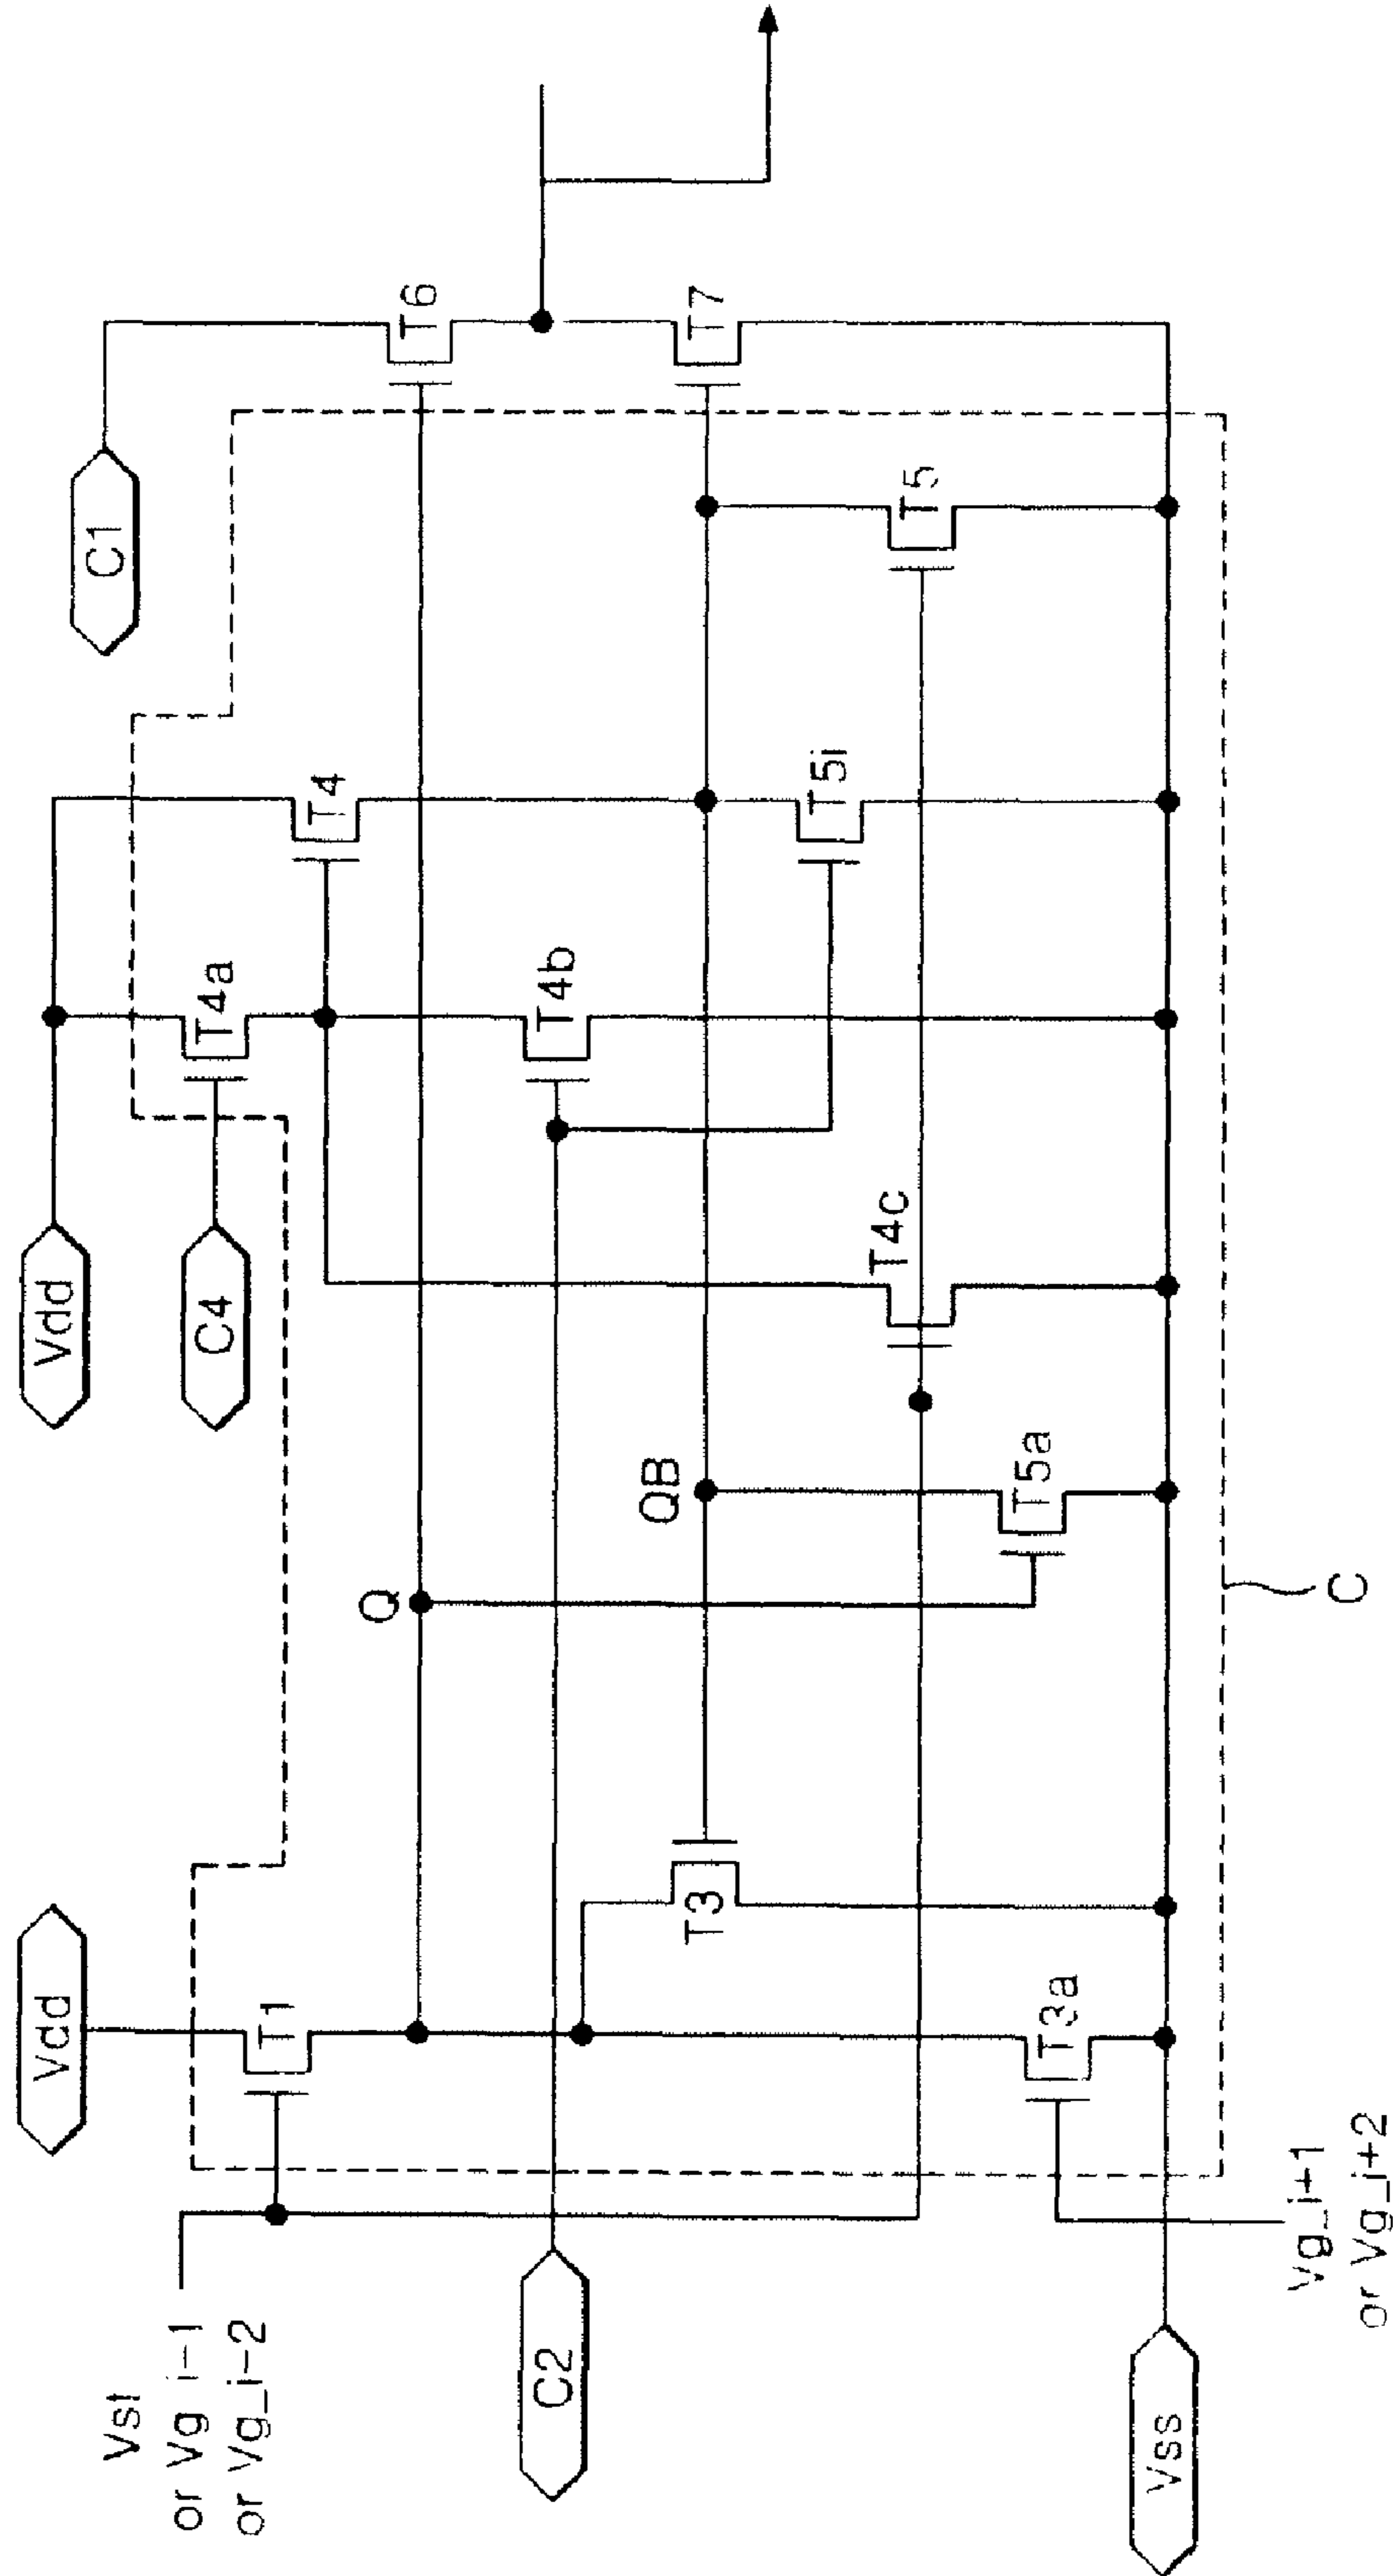 Vdd
Vdd
C1
C4
T4a
T4
T1
T6
Q
T4b
QB
T7
T3
T5i
T4c
T5
T5a
T3a
C2
Vst
or Vg i-1
or Vg_i-2
Vss
Vg_i+1
or Vg_i+2
C